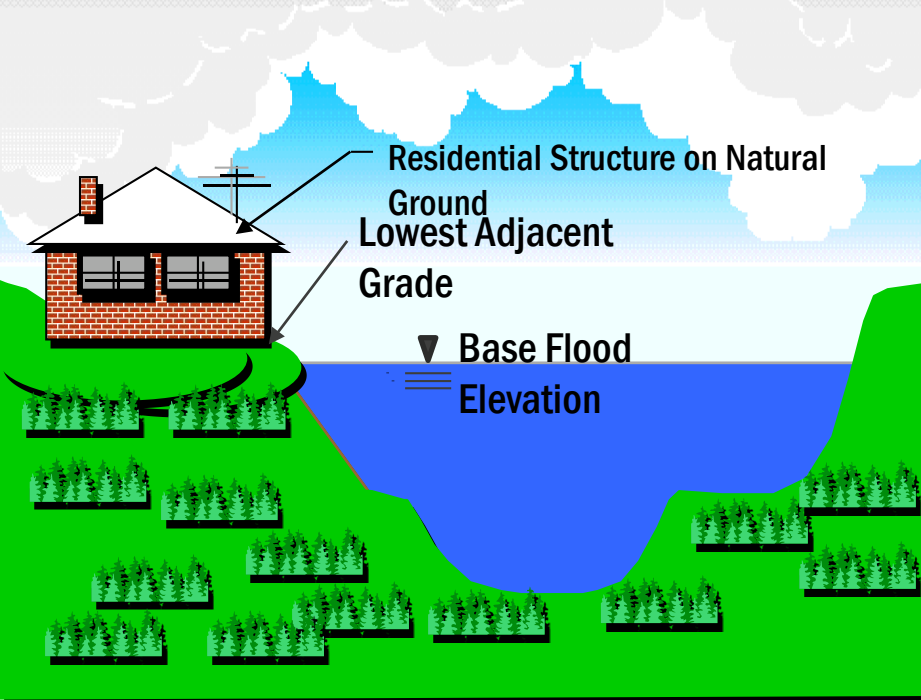 Residential Structure on Natural
Ground
Lowest Adjacent
Grade
Base Flood
Elevation